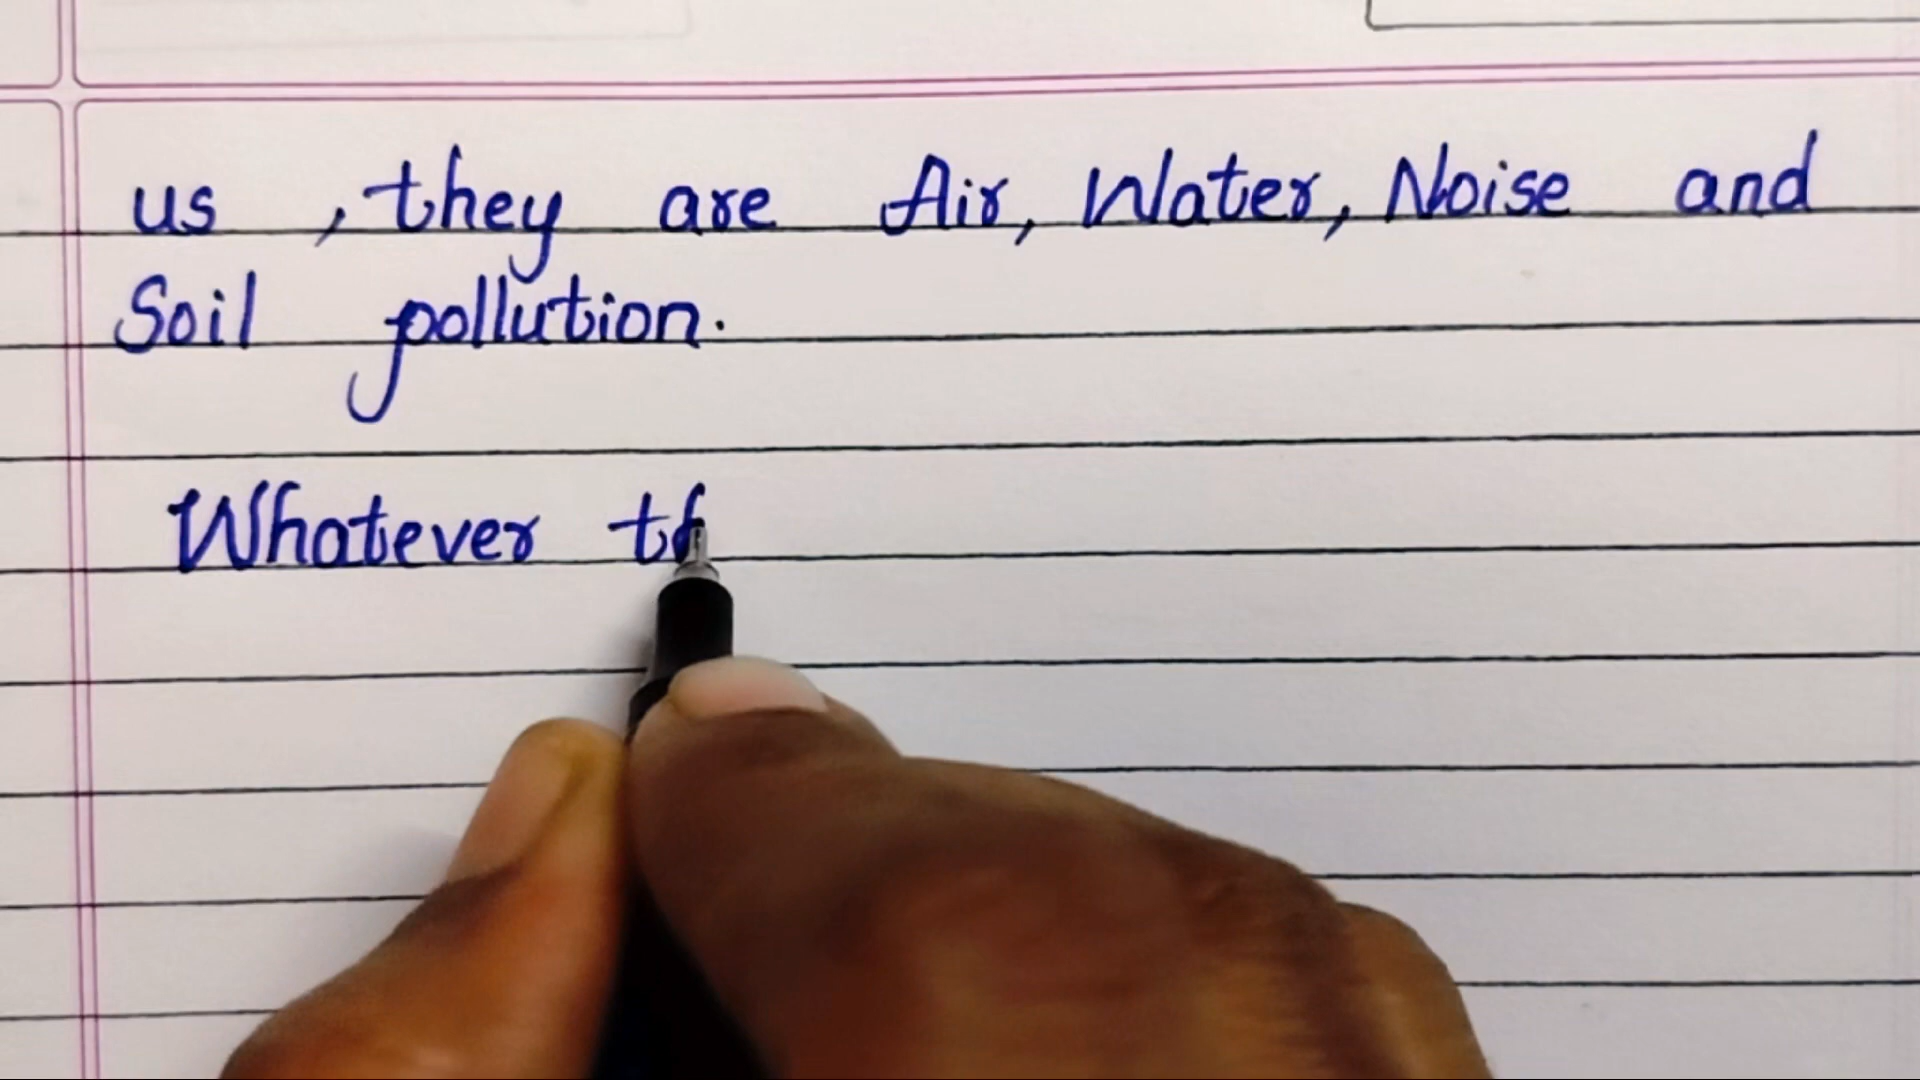 us , they are Air, Water, Noise and
Soil pollution.
Whatever